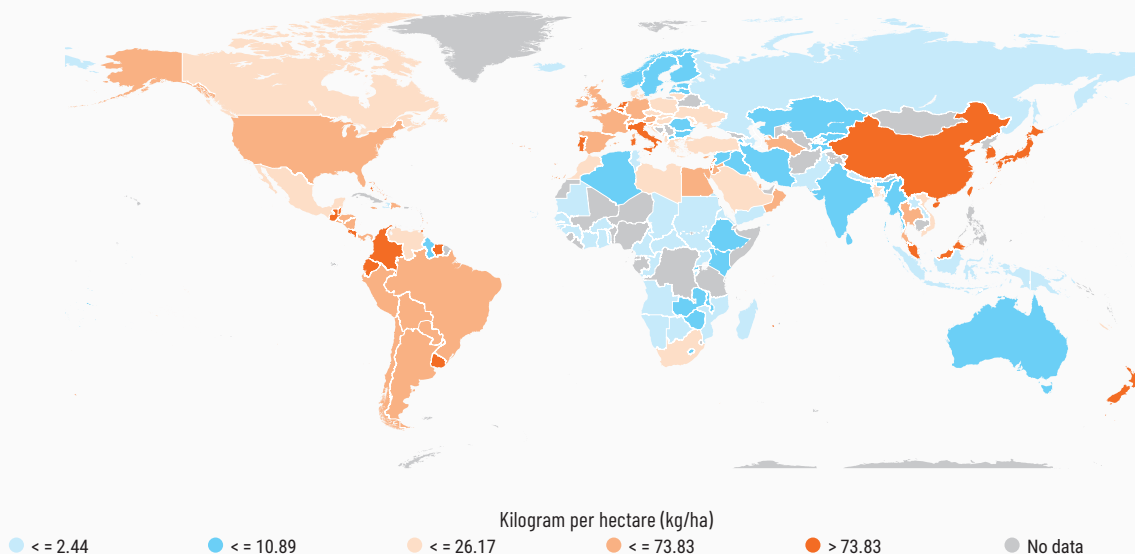 Kilogram per hectare (kg/ha)
< = 2.44
< = 10.89
< = 26.17
< = 73.83
> 73.83
No data